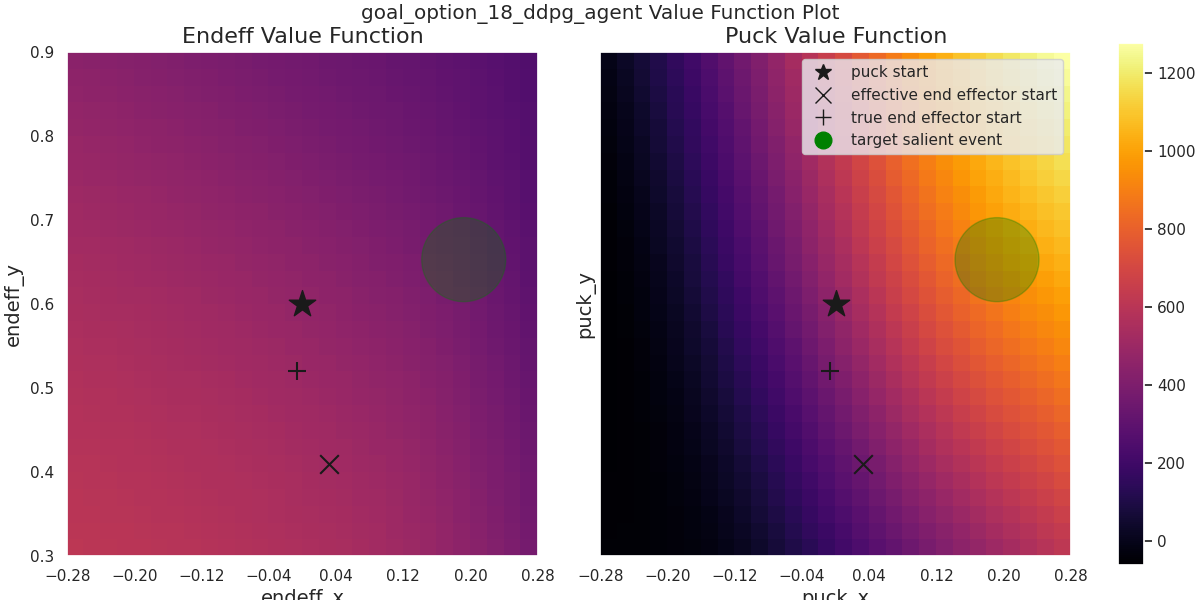 goal_option_18_ddpg_agent Value Function Plot
Endeff Value Function
Puck Value Function
puck start
effective end effector start
true end effector start
target salient event
0.9
0.8
0.7
0.6
0.5
0.4
0.3
endeff_y
−0.28 −0.20 −0.12 −0.04 0.04 0.12 0.20 0.28
endeff_x
puck_y
−0.28 −0.20 −0.12 −0.04 0.04 0.12 0.20 0.28
puck_x
1200
1000
800
600
400
200
0